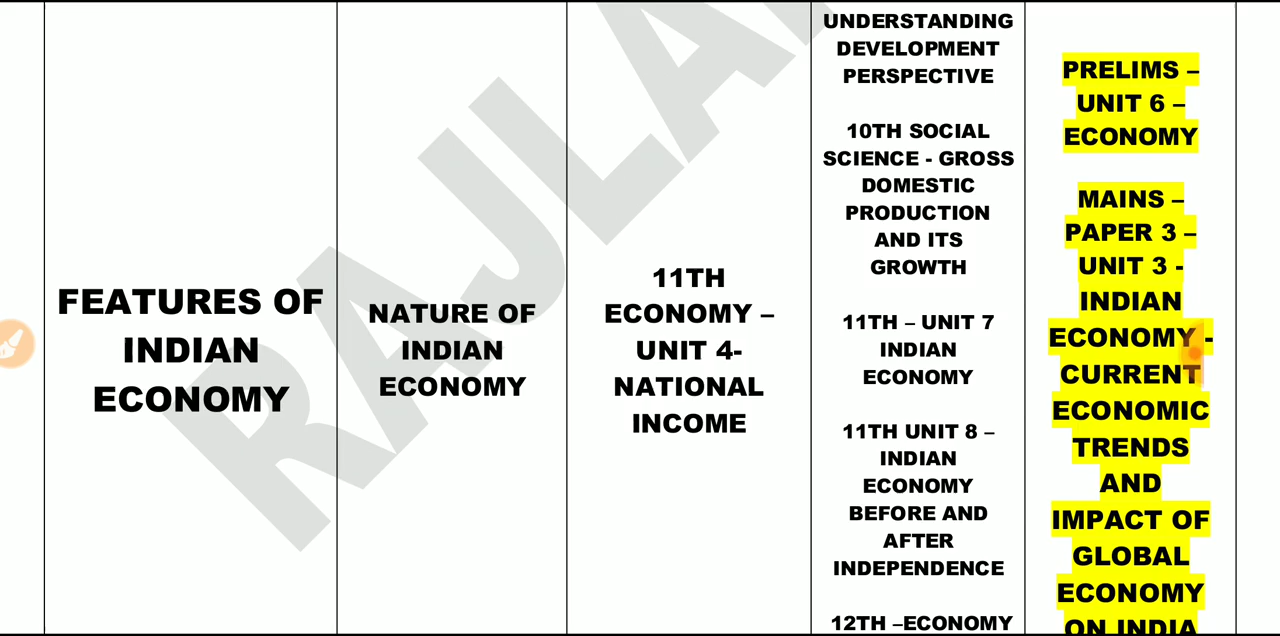 FEATURES OF
INDIAN
ECONOMY
NATURE OF
INDIAN
ECONOMY
11TH
ECONOMY –
UNIT 4-
NATIONAL
INCOME
UNDERSTANDING
DEVELOPMENT
PERSPECTIVE
10TH SOCIAL
SCIENCE - GROSS
DOMESTIC
PRODUCTION
AND ITS
GROWTH
11TH – UNIT 7
INDIAN
ECONOMY
11TH UNIT 8 –
INDIAN
ECONOMY
BEFORE AND
AFTER
INDEPENDENCE
12TH –ECONOMY
PRELIMS –
UNIT 6 –
ECONOMY
MAINS –
PAPER 3 –
UNIT 3 -
INDIAN
ECONOMY -
CURRENT
ECONOMIC
TRENDS
AND
IMPACT OF
GLOBAL
ECONOMY
ON INDIA
RAJLA